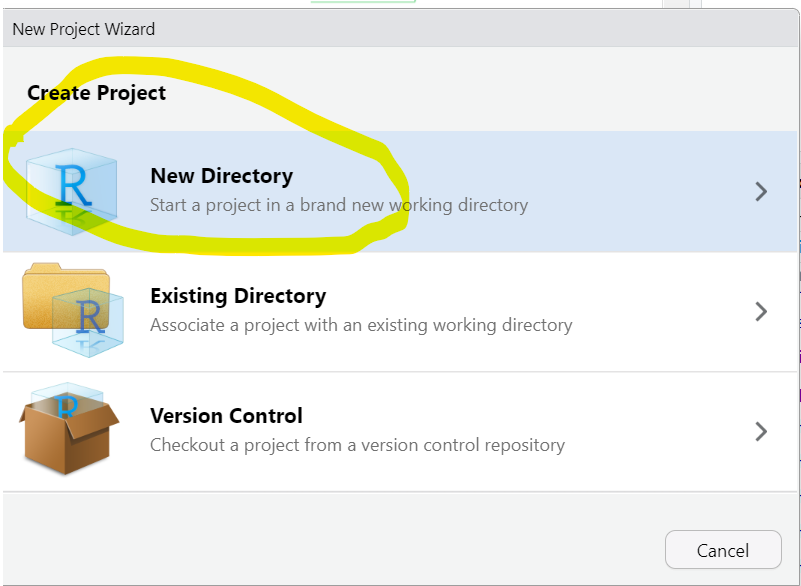 New Project Wizard
Create Project
New Directory
Start a project in a brand new working directory
Existing Directory
Associate a project with an existing working directory
Version Control
Checkout a project from a version control repository
Cancel